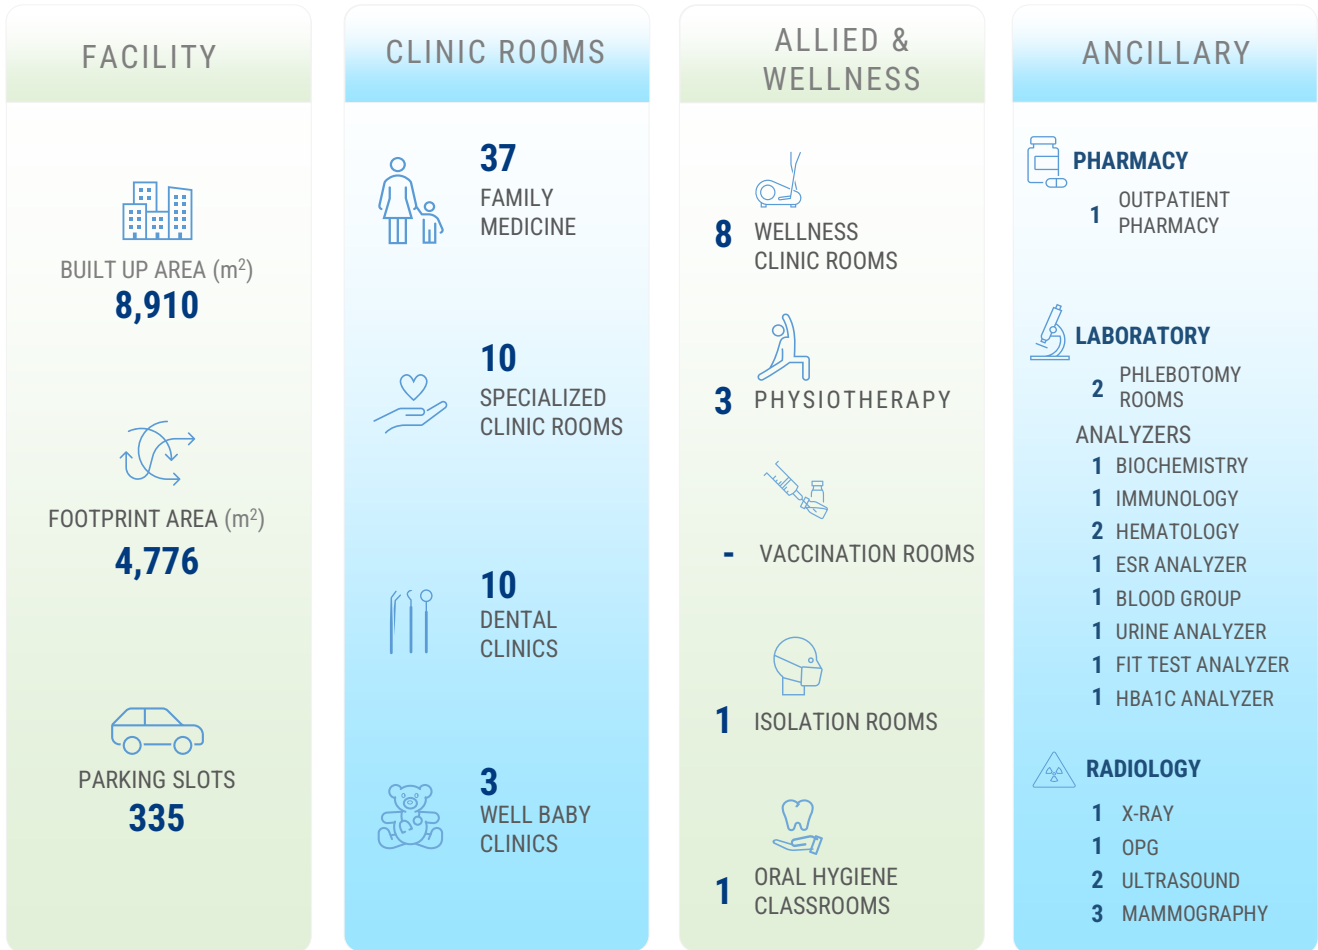 FACILITY
BUILT UP AREA (m²)
8,910
FOOTPRINT AREA (m²)
4,776
PARKING SLOTS
335
CLINIC ROOMS
37
FAMILY
MEDICINE
10
SPECIALIZED
CLINIC ROOMS
10
DENTAL
CLINICS
3
WELL BABY
CLINICS
ALLIED &
WELLNESS
8 WELLNESS
CLINIC ROOMS
3 PHYSIOTHERAPY
- VACCINATION ROOMS
1 ISOLATION ROOMS
1 ORAL HYGIENE
CLASSROOMS
ANCILLARY
PHARMACY
1 OUTPATIENT
PHARMACY
LABORATORY
2 PHLEBOTOMY
ROOMS
ANALYZERS
1 BIOCHEMISTRY
1 IMMUNOLOGY
2 HEMATOLOGY
1 ESR ANALYZER
1 BLOOD GROUP
1 URINE ANALYZER
1 FIT TEST ANALYZER
1 HBA1C ANALYZER
RADIOLOGY
1 X-RAY
1 OPG
2 ULTRASOUND
3 MAMMOGRAPHY